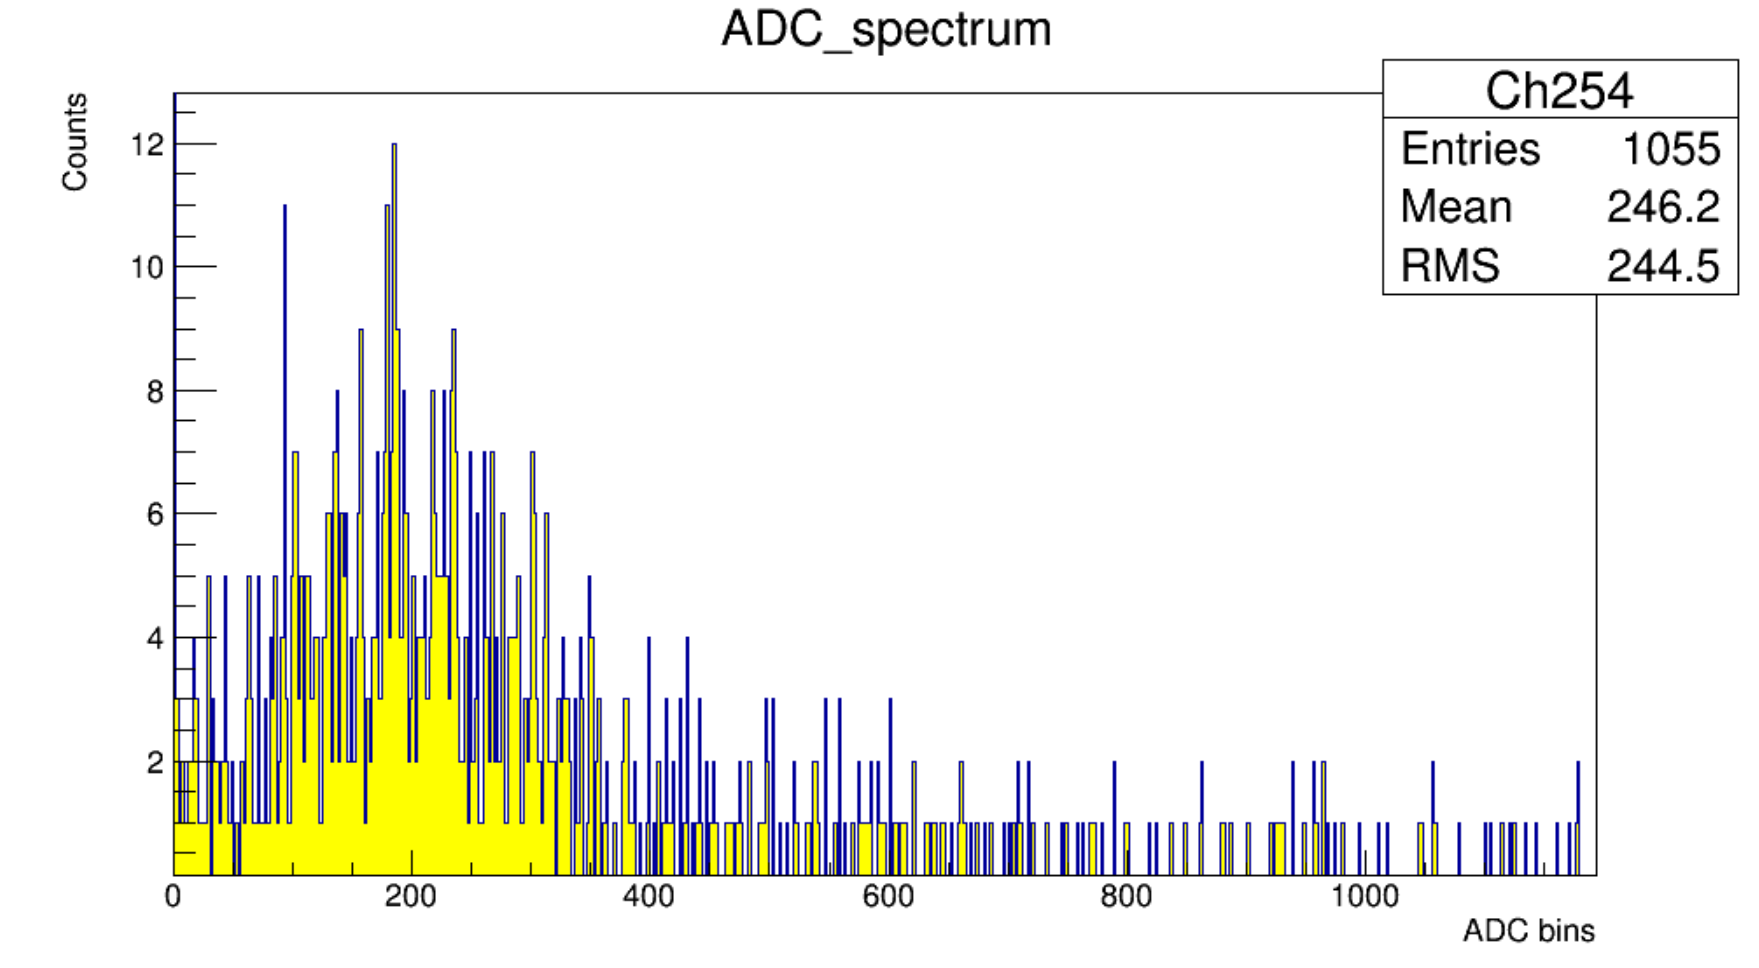 ADC_spectrum
Ch254
Entries 1055
Mean 246.2
RMS 244.5
Counts
12
10
8
6
4
2
0 200 400 600 800 1000
ADC bins